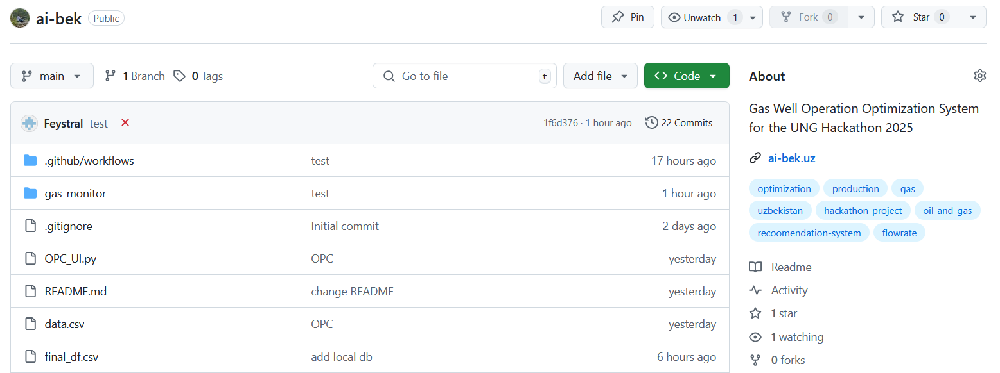 ai-bek Public Pin Unwatch 1 Fork 0 Star 0
main 1 Branch 0 Tags Go to file t Add file Code
Feystral test 1f6d376 · 1 hour ago 22 Commits
.github/workflows test 17 hours ago
gas_monitor test 1 hour ago
.gitignore Initial commit 2 days ago
OPC_UI.py OPC yesterday
README.md change README yesterday
data.csv OPC yesterday
final_df.csv add local db 6 hours ago
About
Gas Well Operation Optimization System
for the UNG Hackathon 2025
ai-bek.uz
optimization production gas
uzbekistan hackathon-project oil-and-gas
recoomendation-system flowrate
Readme
Activity
1 star
1 watching
0 forks